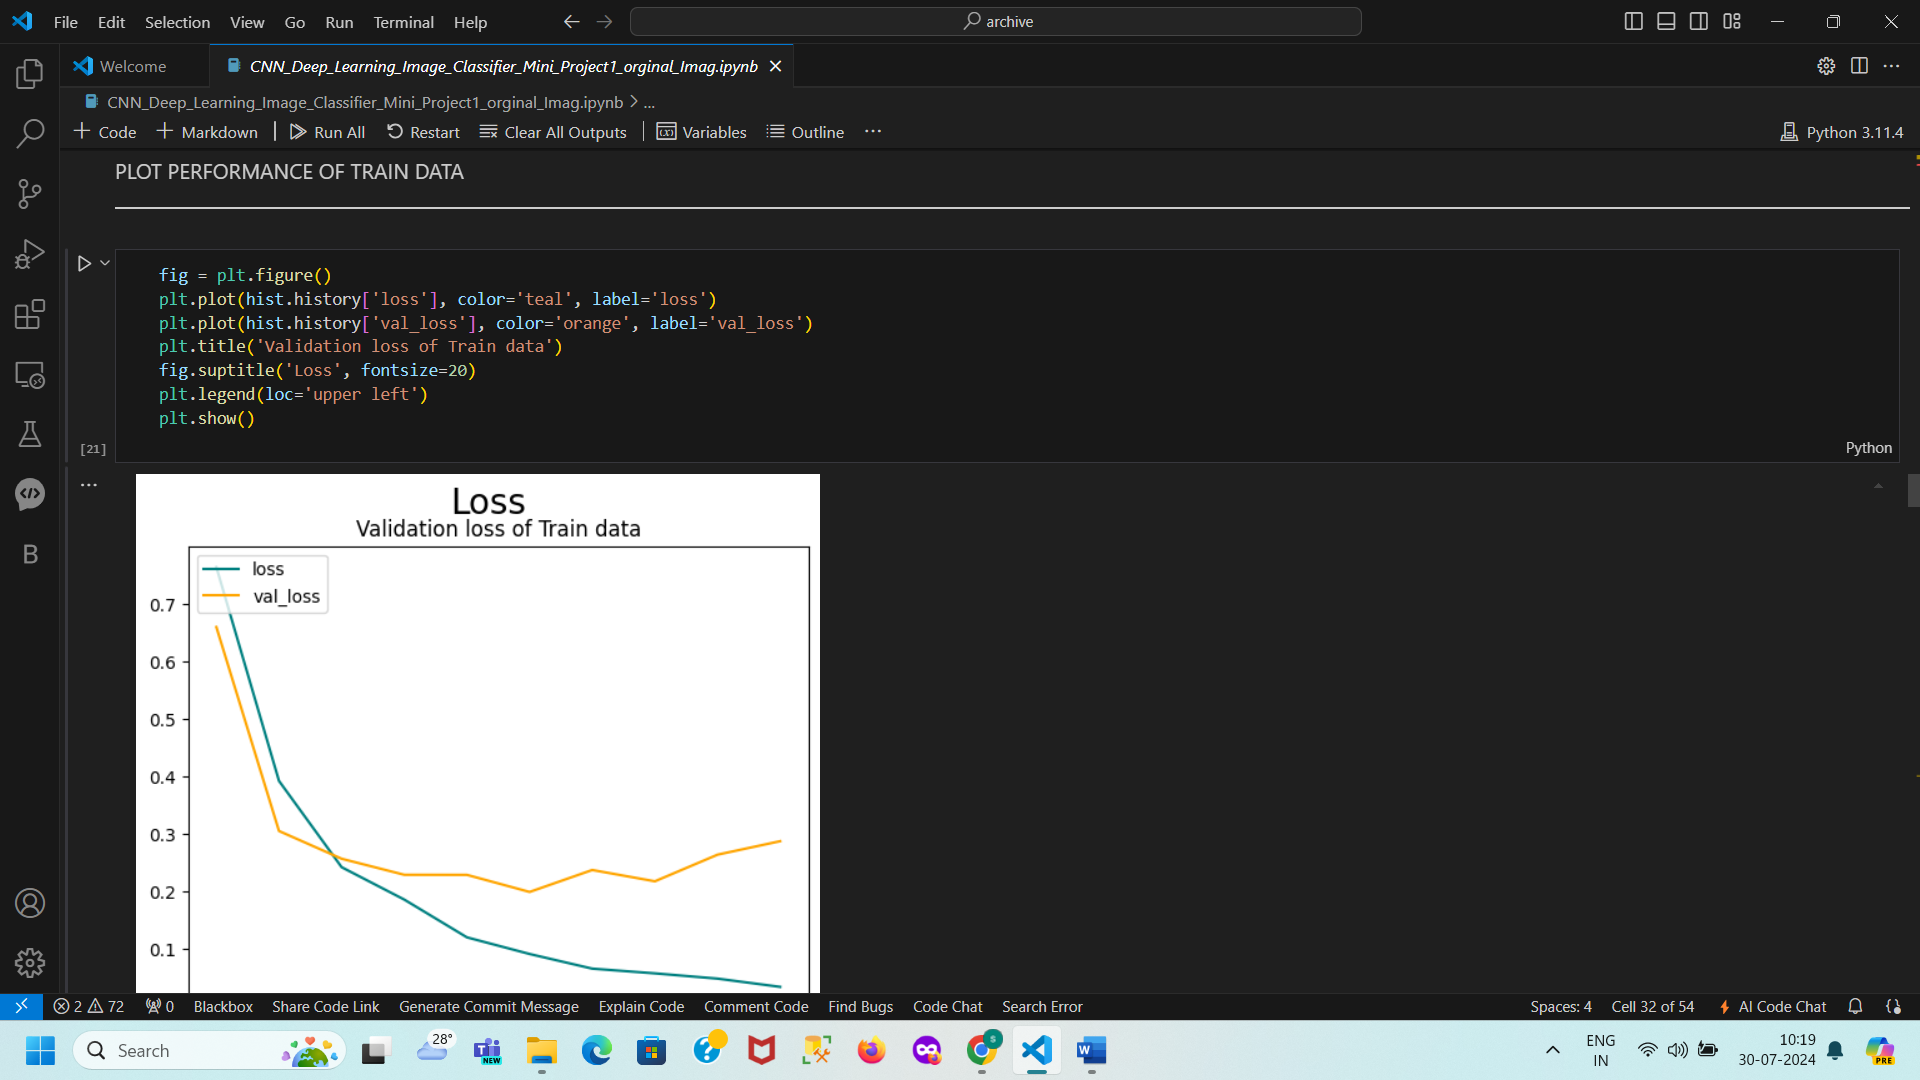 File Edit Selection View Go Run Terminal Help archive
Welcome CNN_Deep_Learning_Image_Classifier_Mini_Project1_orginal_Imag.ipynb
CNN_Deep_Learning_Image_Classifier_Mini_Project1_orginal_Imag.ipynb > ...
+ Code + Markdown | Run All Restart Clear All Outputs | Variables Outline ... Python 3.11.4
PLOT PERFORMANCE OF TRAIN DATA
fig = plt.figure()
plt.plot(hist.history['loss'], color='teal', label='loss')
plt.plot(hist.history['val_loss'], color='orange', label='val_loss')
plt.title('Validation loss of Train data')
fig.suptitle('Loss', fontsize=20)
plt.legend(loc='upper left')
plt.show()
[21] Python
...
Loss
Validation loss of Train data
loss
val_loss
0.7
0.6
0.5
0.4
0.3
0.2
0.1
2 72 0 Blackbox Share Code Link Generate Commit Message Explain Code Comment Code Find Bugs Code Chat Search Error Spaces: 4 Cell 32 of 54 AI Code Chat
Search 28° NEW ENG 10:19
IN 30-07-2024 PRE